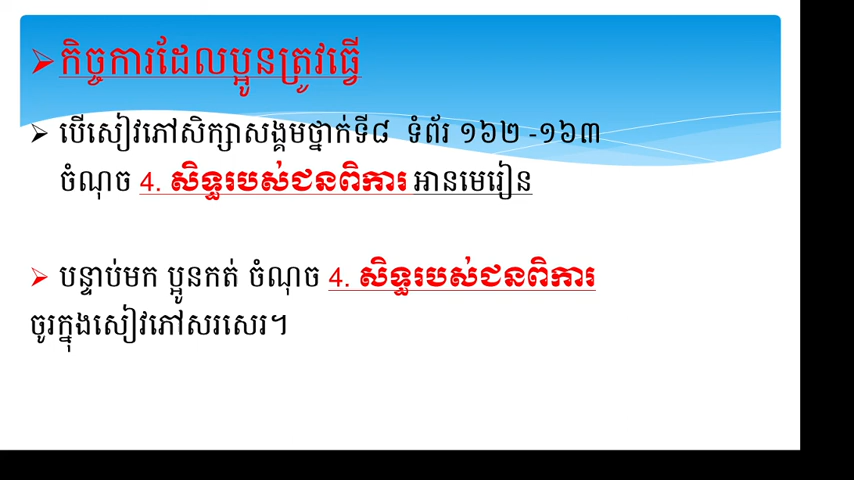 ➢កិច្ចការដែលប្អូនត្រូវធ្វើ
➢ បើសៀវភៅសិក្សាសង្គមថ្នាក់ទី៨ ទំព័រ ១៦២ -១៦៣
ចំណុច 4. សិទ្ធរបស់ជនពិការ អានមេរៀន
➢ បន្ទាប់មក ប្អូនកត់ ចំណុច 4. សិទ្ធរបស់ជនពិការ
ចូរក្នុងសៀវភៅសរសេរ។